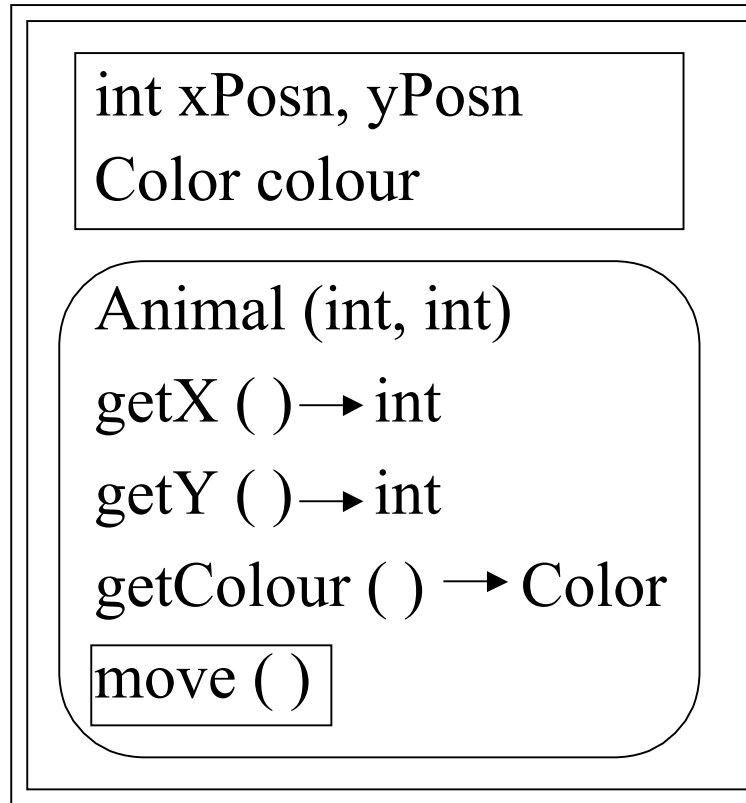 int xPosn, yPosn
Color colour
Animal (int, int)
getX ( ) → int
getY ( ) → int
getColour ( ) → Color
move ( )